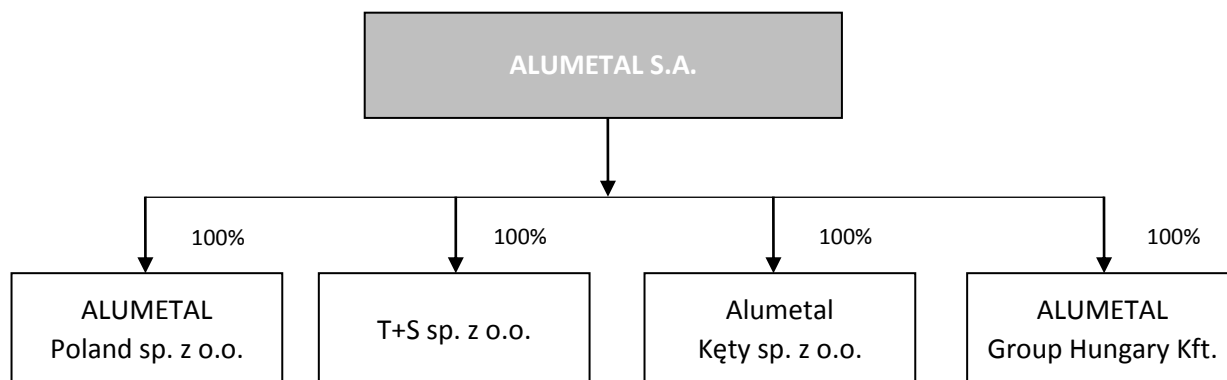 ALUMETAL S.A.
100%
100%
100%
100%
ALUMETAL
Poland sp. z o.o.
T+S sp. z o.o.
Alumetal
Kęty sp. z o.o.
ALUMETAL
Group Hungary Kft.